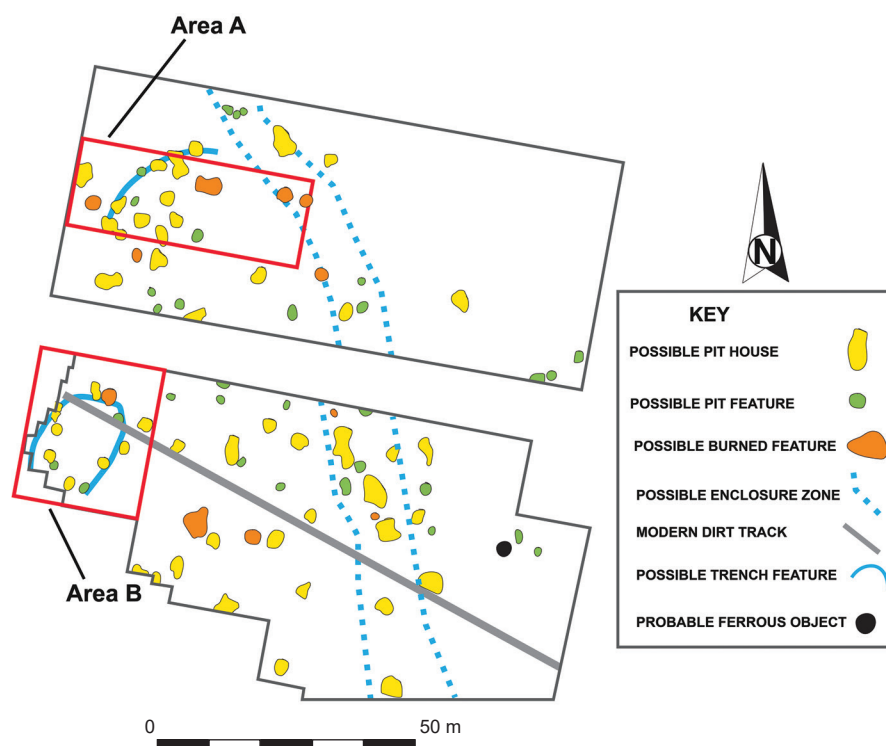 Area A
N
KEY
POSSIBLE PIT HOUSE
POSSIBLE PIT FEATURE
POSSIBLE BURNED FEATURE
POSSIBLE ENCLOSURE ZONE
MODERN DIRT TRACK
POSSIBLE TRENCH FEATURE
PROBABLE FERROUS OBJECT
Area B
0 50 m